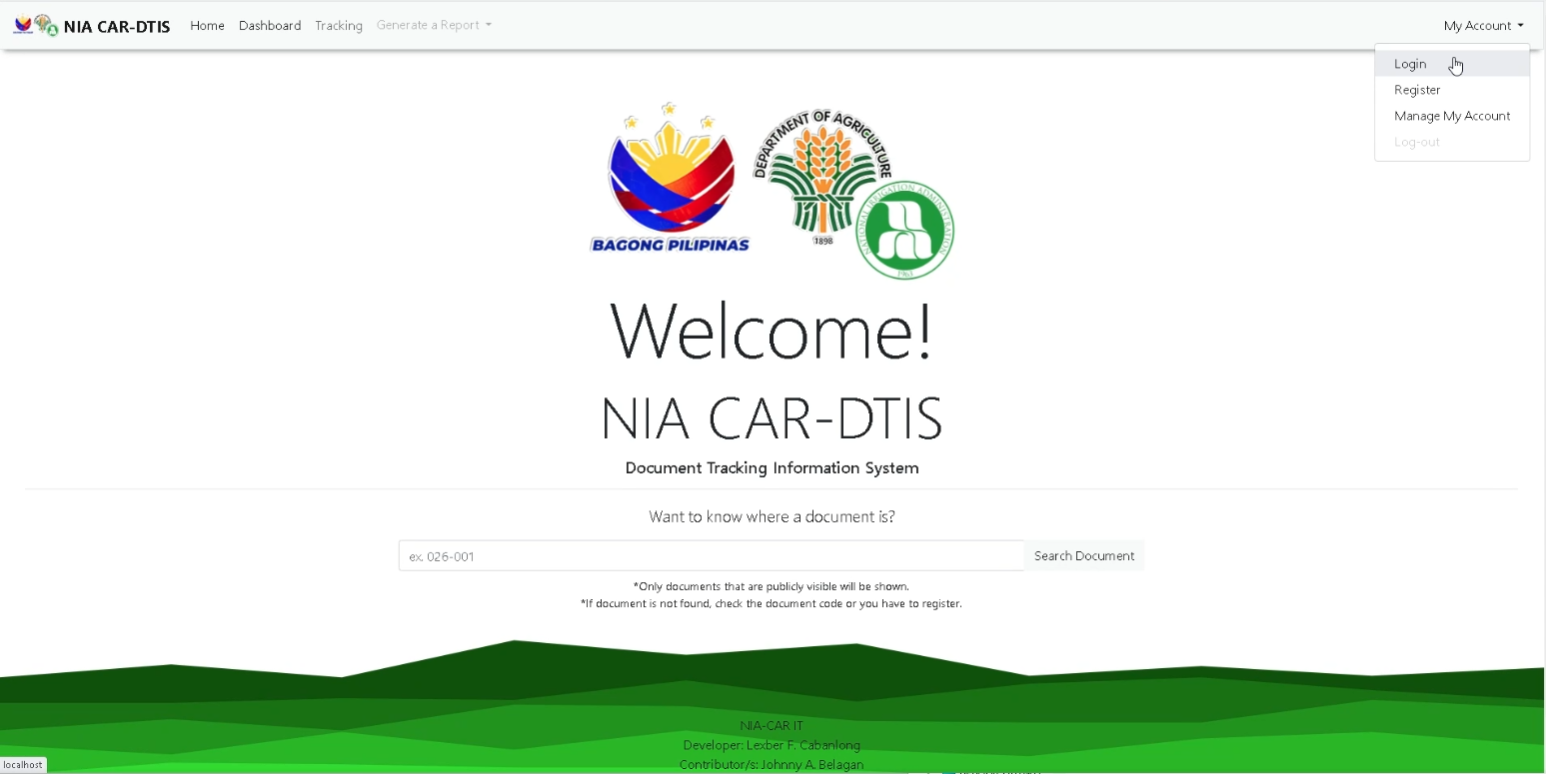 NIA CAR-DTIS Home Dashboard Tracking Generate a Report My Account
Login
Register
Manage My Account
Log-out
DEPARTMENT OF AGRICULTURE
1898
BAGONG PILIPINAS
NATIONAL IRRIGATION ADMINISTRATION
1963
Welcome!
NIA CAR-DTIS
Document Tracking Information System
Want to know where a document is?
ex. 026-001 Search Document
*Only documents that are publicly visible will be shown.
*If document is not found, check the document code or you have to register.
NIA-CAR IT
Developer: Lexber F. Cabanlong
Contributor/s: Johnny A. Belagan
localhost